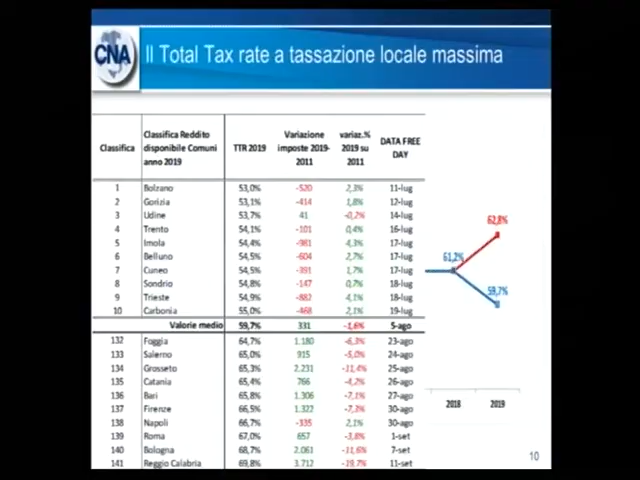 CNA
Il Total Tax rate a tassazione locale massima
Classifica Classifica Reddito disponibile Comuni anno 2019 TTR 2019 Variazione imposte 2019-2011 variaz.% 2019 su 2011 DATA FREE DAY
1 Bolzano 53,0% -520 2,3% 11-lug
2 Gorizia 53,1% -414 1,8% 12-lug
3 Udine 53,7% 41 -0,2% 14-lug
4 Trento 54,1% -101 0,4% 16-lug
5 Imola 54,4% -981 4,3% 17-lug
6 Belluno 54,5% -604 2,7% 17-lug
7 Cuneo 54,5% -391 1,7% 17-lug
8 Sondrio 54,8% -147 0,7% 18-lug
9 Trieste 54,9% -882 4,1% 18-lug
10 Carbonia 55,0% -468 2,1% 19-lug
Valorie medio 59,7% 331 -1,6% 5-ago
132 Foggia 64,7% 1.180 -6,3% 23-ago
133 Salerno 65,0% 915 -5,0% 24-ago
134 Grosseto 65,3% 2.231 -11,4% 25-ago
135 Catania 65,4% 766 -4,2% 26-ago
136 Bari 65,8% 1.306 -7,1% 27-ago
137 Firenze 66,5% 1.322 -7,3% 30-ago
138 Napoli 66,7% -335 2,1% 30-ago
139 Roma 67,0% 657 -3,8% 1-set
140 Bologna 68,7% 2.061 -11,6% 7-set
141 Reggio Calabria 69,8% 3.712 -19,7% 11-set
62,8%
61,2%
59,7%
2018 2019
10